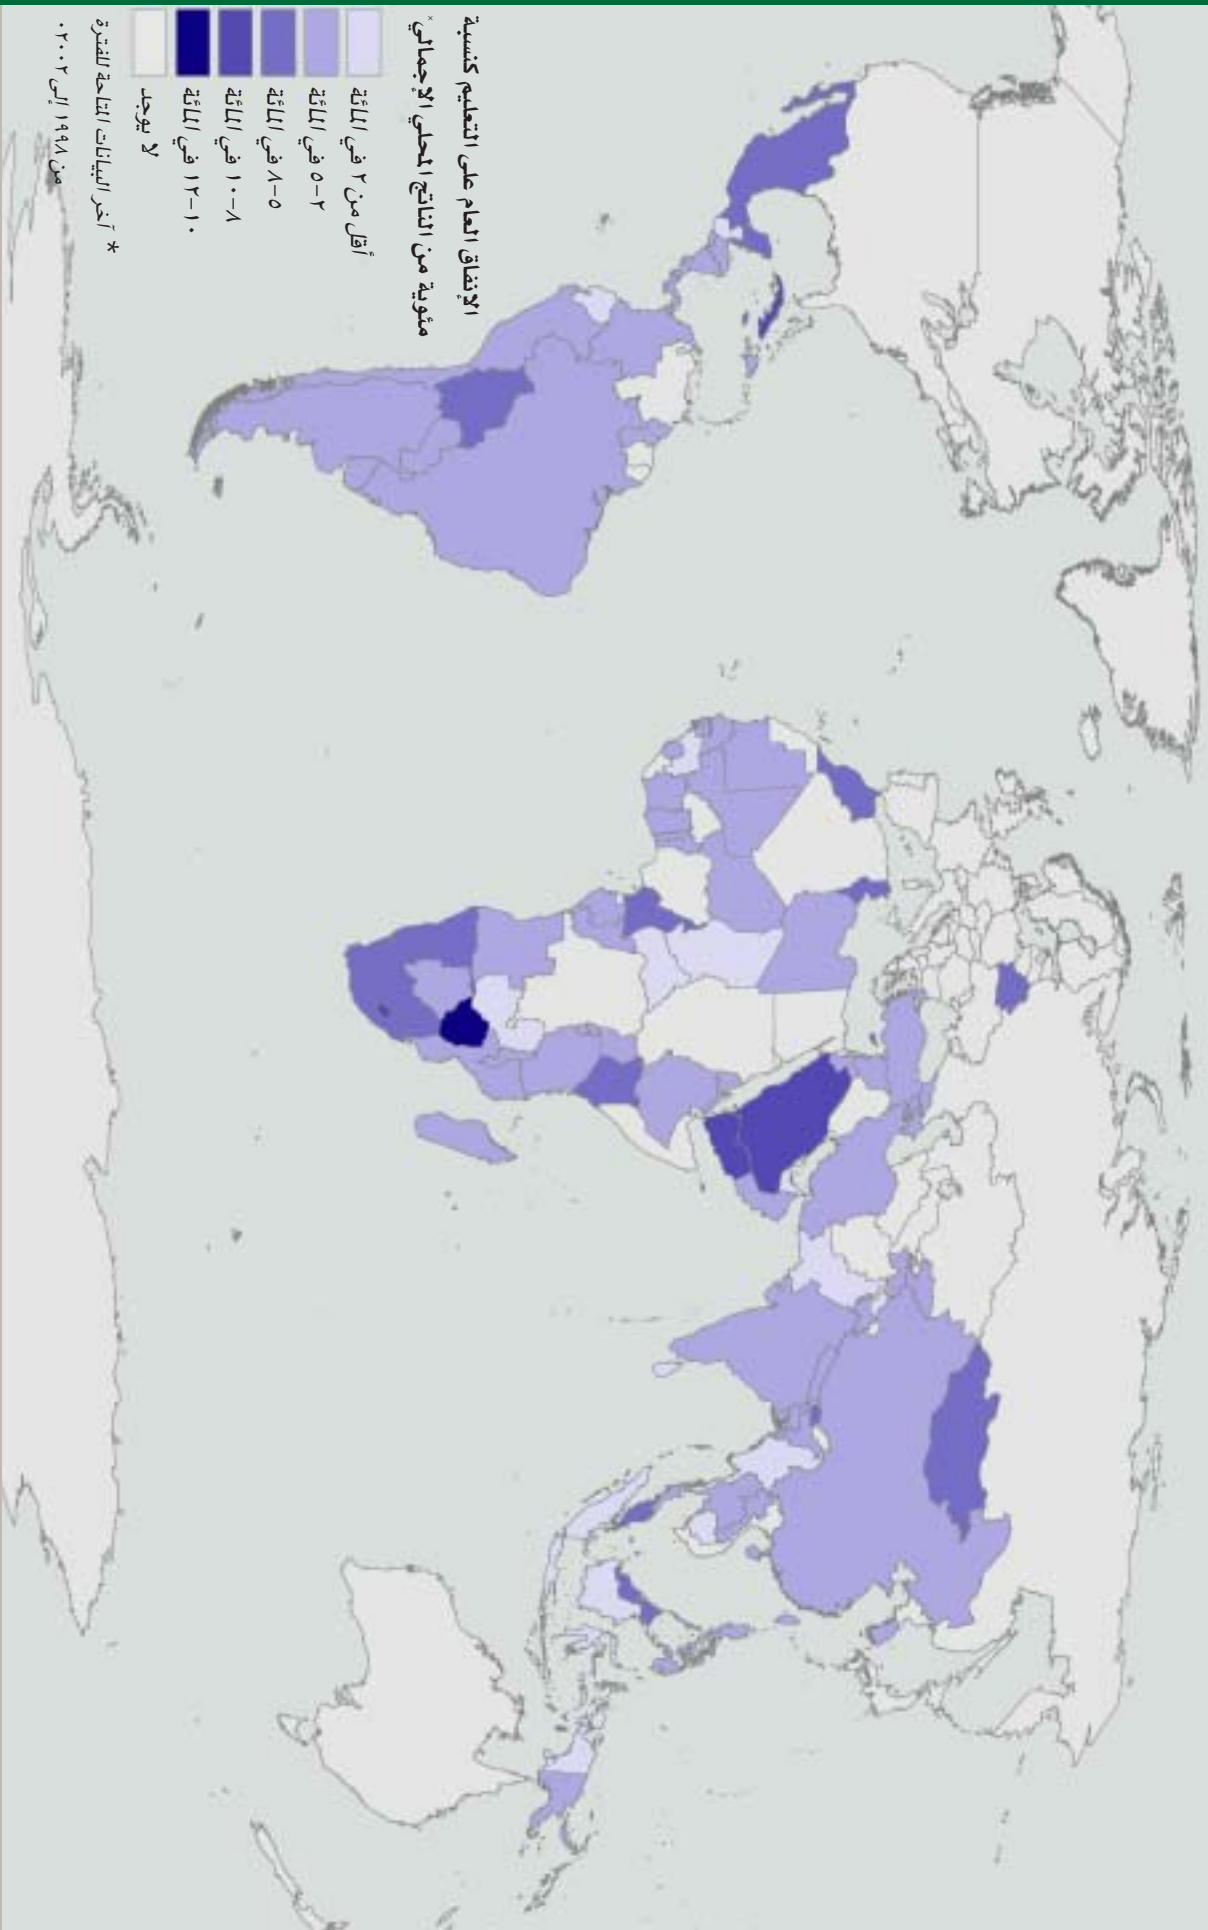 الإنفاق العام على التعليم كنسبة
مئوية من الناتج المحلي الإجمالي*
أقل من ٢ في المائة
٢-٥ في المائة
٥-٨ في المائة
٨-١٠ في المائة
١٠-١٢ في المائة
لا يوجد
* آخر البيانات المتاحة للفترة
من ١٩٩٨ إلى ٢٠٠٢.